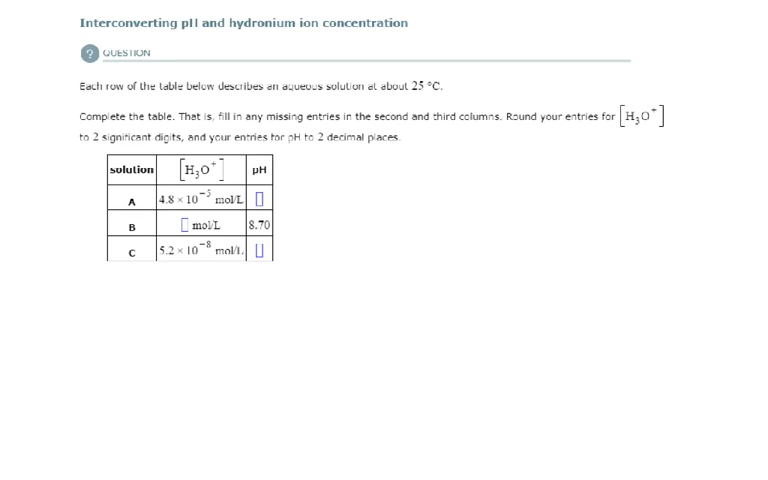 Interconverting pH and hydronium ion concentration
? QUESTION
Each row of the table below describes an aqueous solution at about 25 °C.
Complete the table. That is, fill in any missing entries in the second and third columns. Round your entries for [H₃O⁺]
to 2 significant digits, and your entries for pH to 2 decimal places.
solution [H₃O⁺] pH
A 4.8 × 10⁻⁵ mol/L
B mol/L 8.70
C 5.2 × 10⁻⁸ mol/L